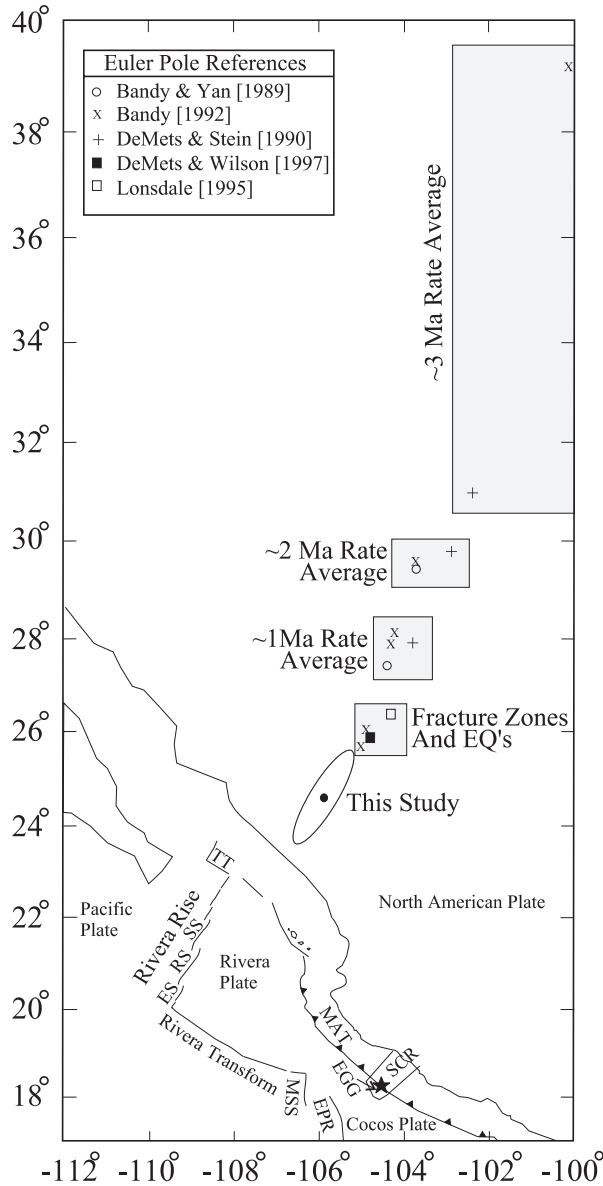 40°
38°
36°
34°
32°
30°
28°
26°
24°
22°
20°
18°
Euler Pole References
Bandy & Yan [1989]
x Bandy [1992]
+ DeMets & Stein [1990]
DeMets & Wilson [1997]
Lonsdale [1995]
~3 Ma Rate Average
~2 Ma Rate
Average
~1Ma Rate
Average
Fracture Zones
And EQ's
This Study
TT
Pacific
Plate
North American Plate
Rivera Rise
SS
RS
ES
Rivera
Plate
Rivera Transform
MAT
SCR
EGG
MSS
EPR
Cocos Plate
-112° -110° -108° -106° -104° -102° -100°